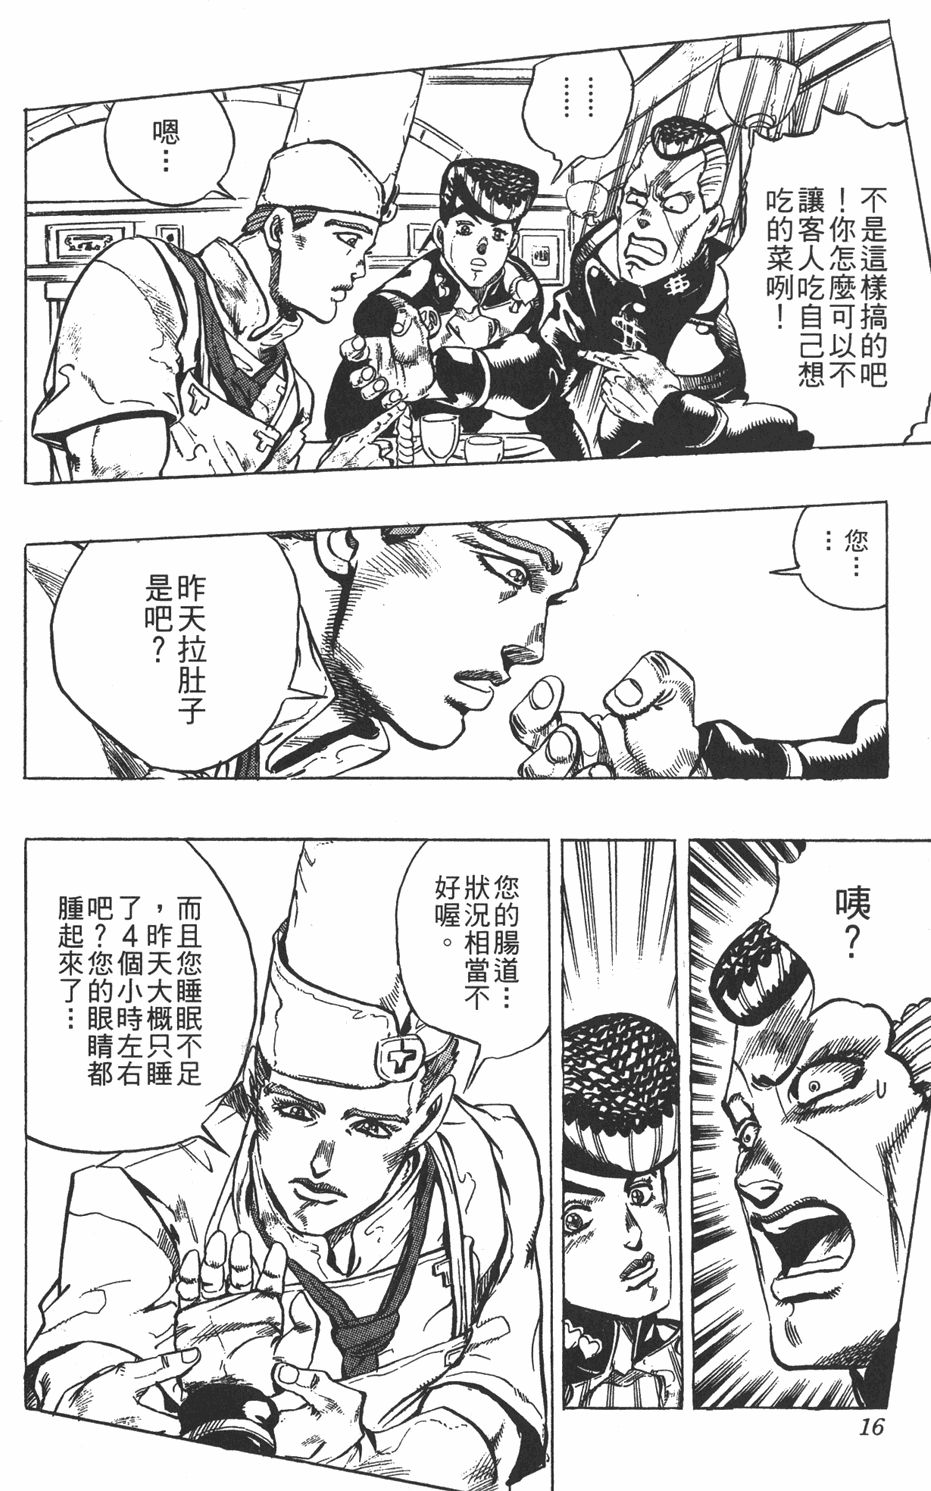 不是這樣搞的吧
！你怎麼可以不
讓客人吃自己想
吃的菜咧！
⋯⋯
嗯⋯
您⋯
⋯
昨天拉肚子
是吧？
咦？
您的腸道⋯
狀況相當不
好喔。
而且您睡眠不足
，昨天大概只睡
了4個小時左右
吧？您的眼睛都
腫起來了⋯
16